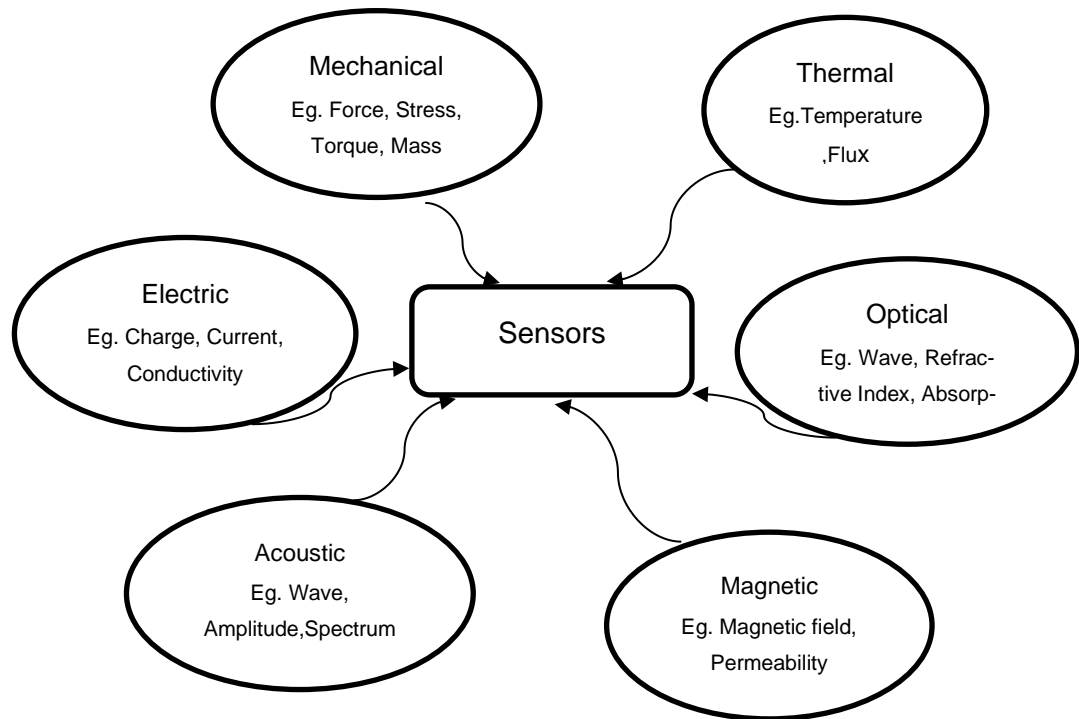 Mechanical
Eg. Force, Stress,
Torque, Mass
Thermal
Eg.Temperature
,Flux
Electric
Eg. Charge, Current,
Conductivity
Sensors
Optical
Eg. Wave, Refrac-
tive Index, Absorp-
Acoustic
Eg. Wave,
Amplitude,Spectrum
Magnetic
Eg. Magnetic field,
Permeability